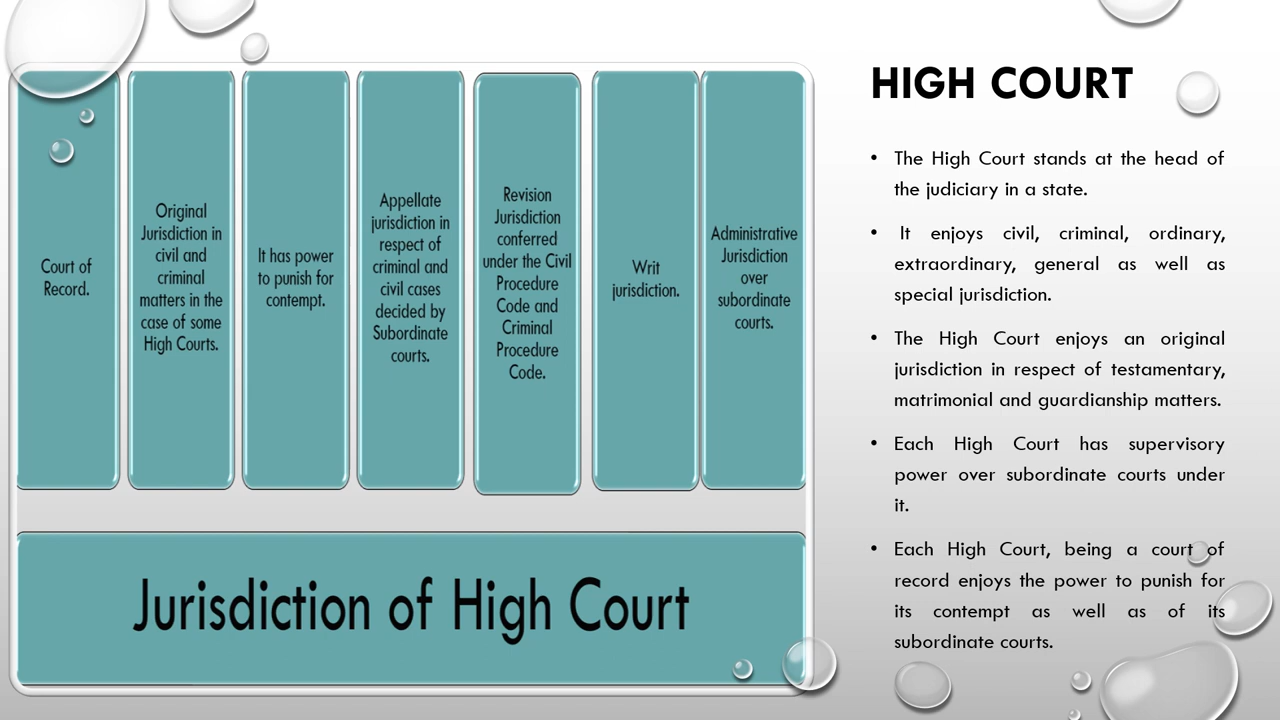 Court of
Record.
Original
Jurisdiction in
civil and
criminal
matters in the
case of some
High Courts.
It has power
to punish for
contempt.
Appellate
jurisdiction in
respect of
criminal and
civil cases
decided by
Subordinate
courts.
Revision
Jurisdiction
conferred
under the Civil
Procedure
Code and
Criminal
Procedure
Code.
Writ
jurisdiction.
Administrative
Jurisdiction
over
subordinate
courts.
Jurisdiction of High Court
HIGH COURT
• The High Court stands at the head of
the judiciary in a state.
• It enjoys civil, criminal, ordinary,
extraordinary, general as well as
special jurisdiction.
• The High Court enjoys an original
jurisdiction in respect of testamentary,
matrimonial and guardianship matters.
• Each High Court has supervisory
power over subordinate courts under
it.
• Each High Court, being a court of
record enjoys the power to punish for
its contempt as well as of its
subordinate courts.